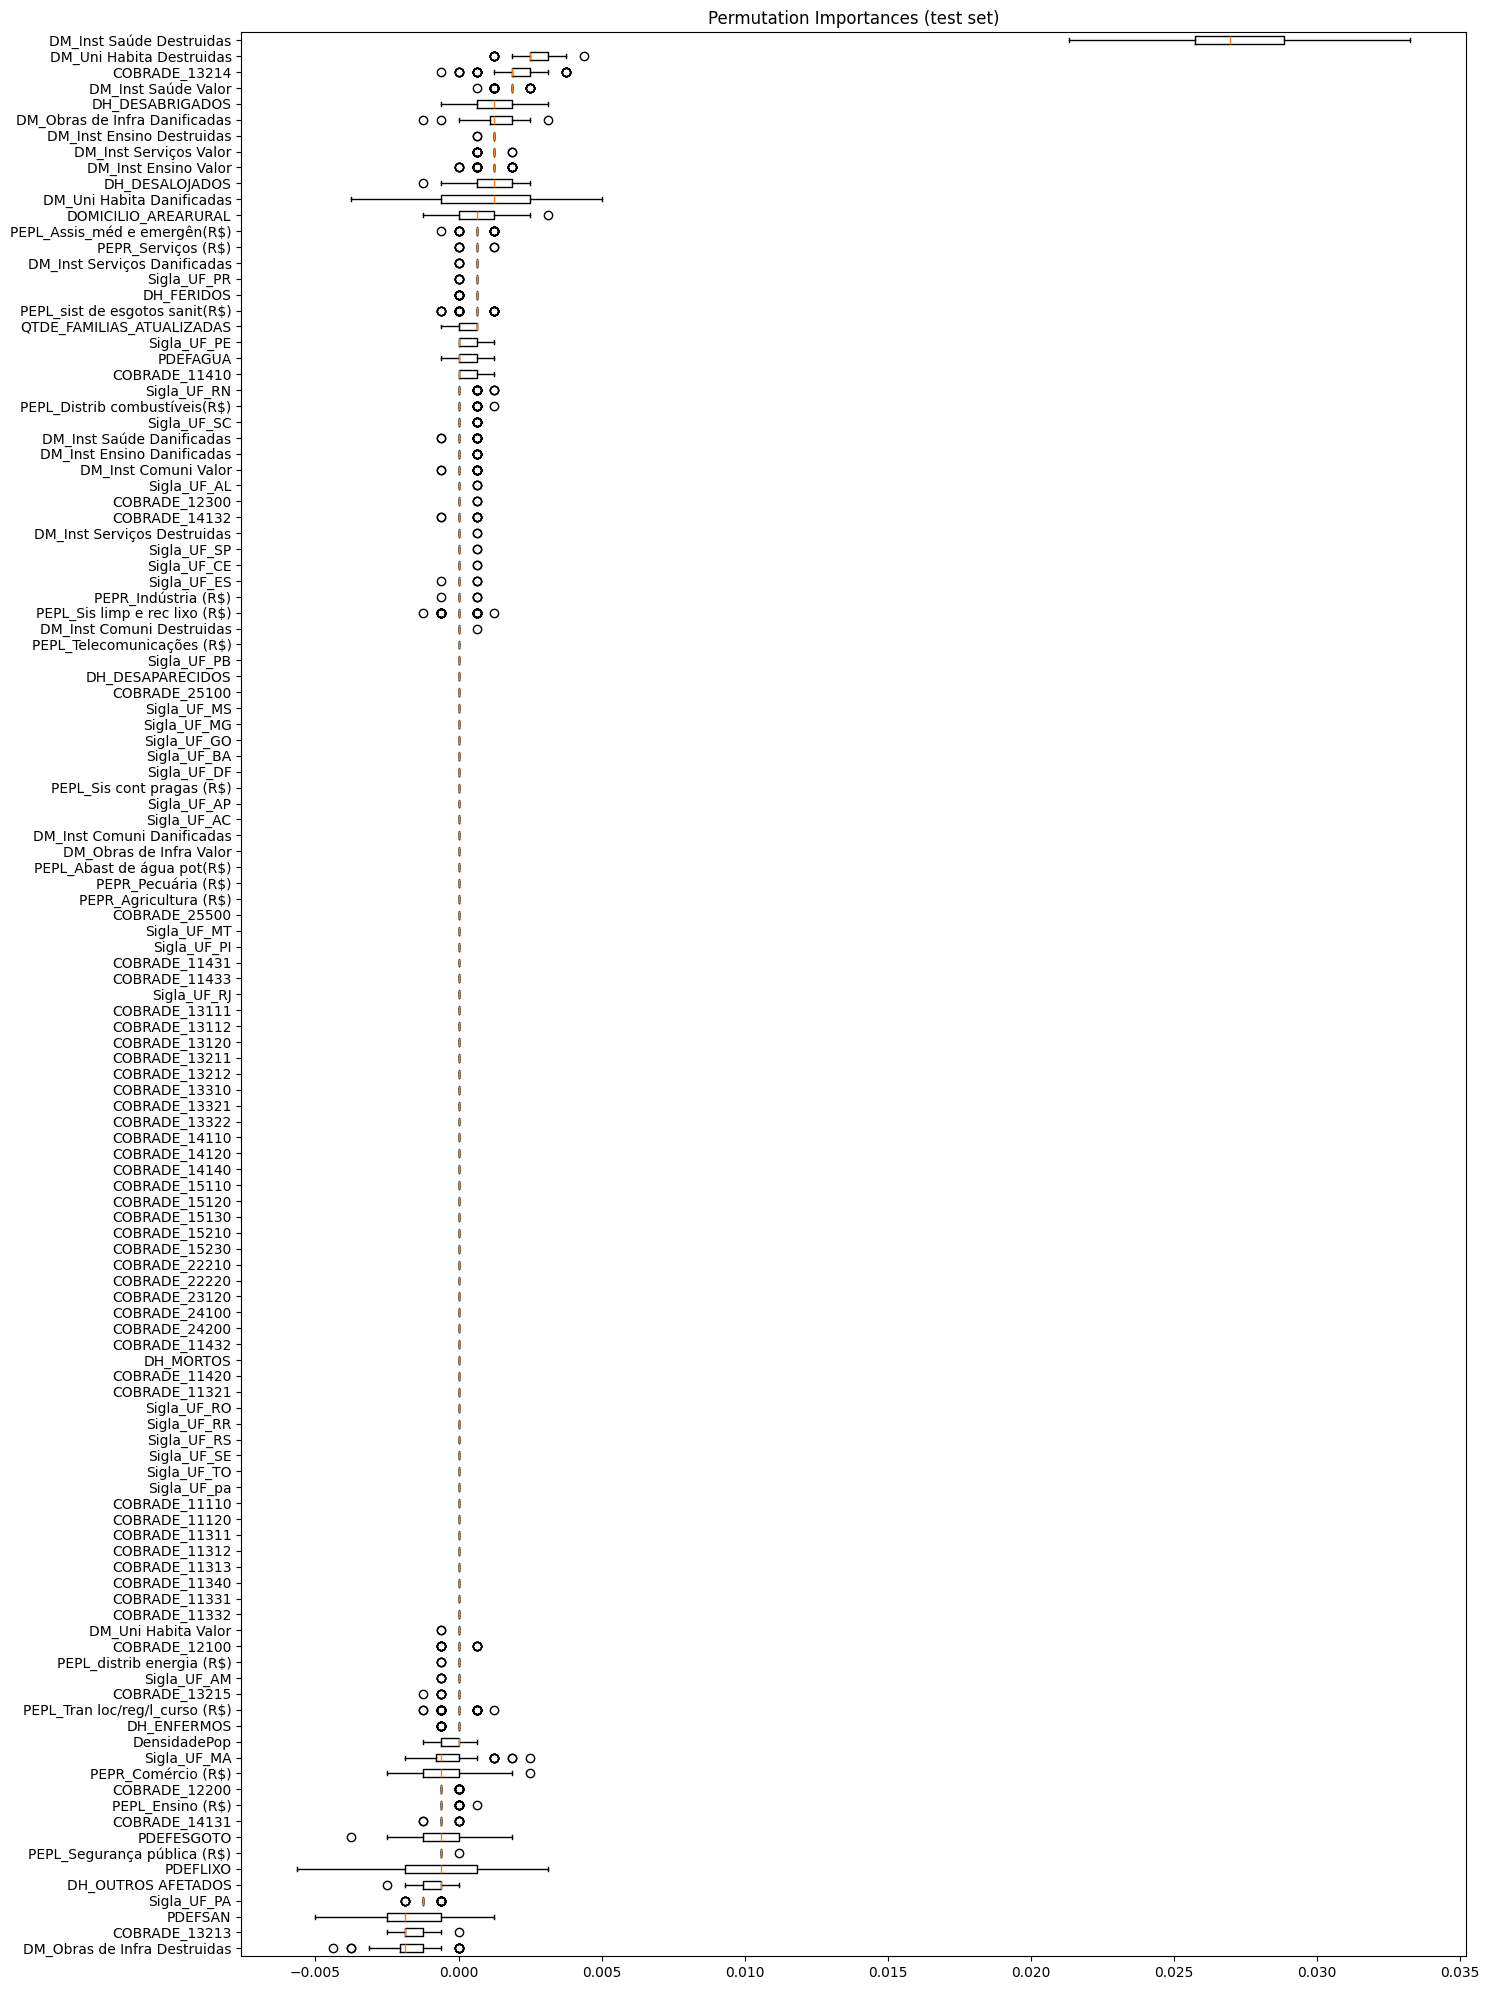 Permutation Importances (test set)
DM_Inst Saúde Destruidas
DM_Uni Habita Destruidas
COBRADE_13214
DM_Inst Saúde Valor
DH_DESABRIGADOS
DM_Obras de Infra Danificadas
DM_Inst Ensino Destruidas
DM_Inst Serviços Valor
DM_Inst Ensino Valor
DH_DESALOJADOS
DM_Uni Habita Danificadas
DOMICILIO_AREARURAL
PEPL_Assis_méd e emergên(R$)
PEPR_Serviços (R$)
DM_Inst Serviços Danificadas
Sigla_UF_PR
DH_FERIDOS
PEPL_sist de esgotos sanit(R$)
QTDE_FAMILIAS_ATUALIZADAS
Sigla_UF_PE
PDEFAGUA
COBRADE_11410
Sigla_UF_RN
PEPL_Distrib combustíveis(R$)
Sigla_UF_SC
DM_Inst Saúde Danificadas
DM_Inst Ensino Danificadas
DM_Inst Comuni Valor
Sigla_UF_AL
COBRADE_12300
COBRADE_14132
DM_Inst Serviços Destruidas
Sigla_UF_SP
Sigla_UF_CE
Sigla_UF_ES
PEPR_Indústria (R$)
PEPL_Sis limp e rec lixo (R$)
DM_Inst Comuni Destruidas
PEPL_Telecomunicações (R$)
Sigla_UF_PB
DH_DESAPARECIDOS
COBRADE_25100
Sigla_UF_MS
Sigla_UF_MG
Sigla_UF_GO
Sigla_UF_BA
Sigla_UF_DF
PEPL_Sis cont pragas (R$)
Sigla_UF_AP
Sigla_UF_AC
DM_Inst Comuni Danificadas
DM_Obras de Infra Valor
PEPL_Abast de água pot(R$)
PEPR_Pecuária (R$)
PEPR_Agricultura (R$)
COBRADE_25500
Sigla_UF_MT
Sigla_UF_PI
COBRADE_11431
COBRADE_11433
Sigla_UF_RJ
COBRADE_13111
COBRADE_13112
COBRADE_13120
COBRADE_13211
COBRADE_13212
COBRADE_13310
COBRADE_13321
COBRADE_13322
COBRADE_14110
COBRADE_14120
COBRADE_14140
COBRADE_15110
COBRADE_15120
COBRADE_15130
COBRADE_15210
COBRADE_15230
COBRADE_22210
COBRADE_22220
COBRADE_23120
COBRADE_24100
COBRADE_24200
COBRADE_11432
DH_MORTOS
COBRADE_11420
COBRADE_11321
Sigla_UF_RO
Sigla_UF_RR
Sigla_UF_RS
Sigla_UF_SE
Sigla_UF_TO
Sigla_UF_pa
COBRADE_11110
COBRADE_11120
COBRADE_11311
COBRADE_11312
COBRADE_11313
COBRADE_11340
COBRADE_11331
COBRADE_11332
DM_Uni Habita Valor
COBRADE_12100
PEPL_distrib energia (R$)
Sigla_UF_AM
COBRADE_13215
PEPL_Tran loc/reg/l_curso (R$)
DH_ENFERMOS
DensidadePop
Sigla_UF_MA
PEPR_Comércio (R$)
COBRADE_12200
PEPL_Ensino (R$)
COBRADE_14131
PDEFESGOTO
PEPL_Segurança pública (R$)
PDEFLIXO
DH_OUTROS AFETADOS
Sigla_UF_PA
PDEFSAN
COBRADE_13213
DM_Obras de Infra Destruidas
−0.005 0.000 0.005 0.010 0.015 0.020 0.025 0.030 0.035